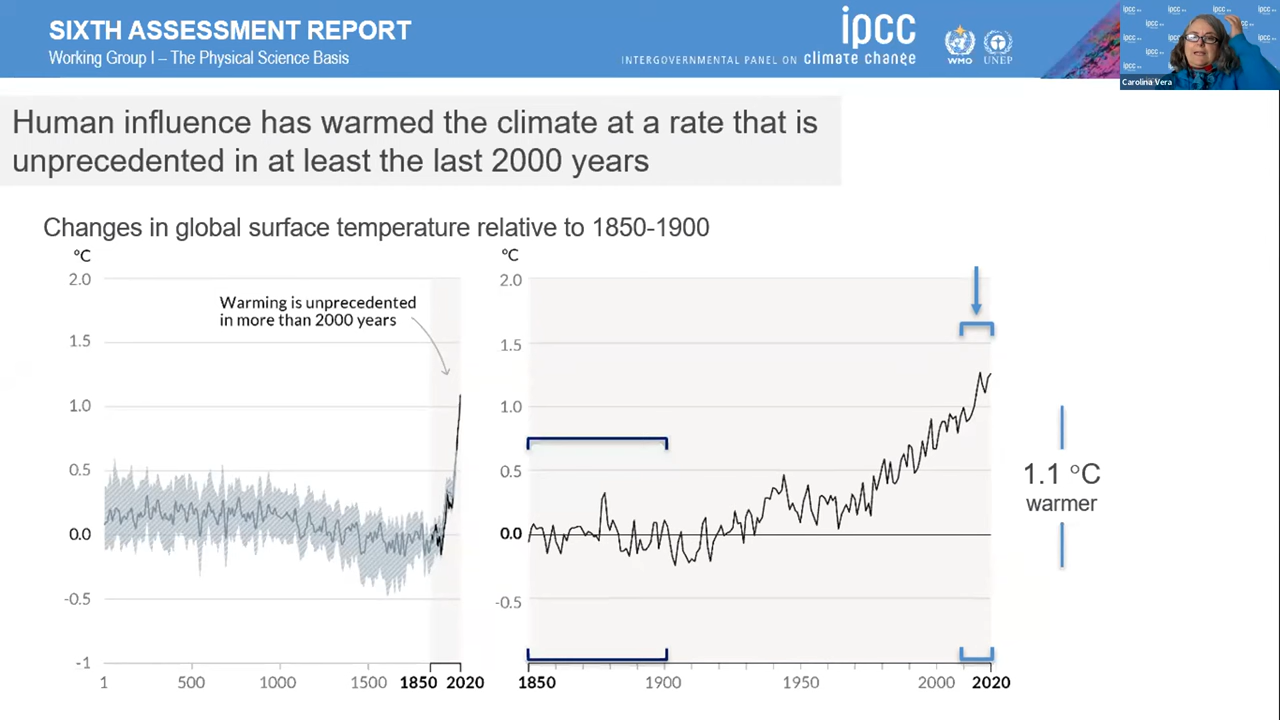 SIXTH ASSESSMENT REPORT
Working Group I – The Physical Science Basis
ipcc
INTERGOVERNMENTAL PANEL ON climate change
WMO
UNEP
Carolina Vera
Human influence has warmed the climate at a rate that is
unprecedented in at least the last 2000 years
Changes in global surface temperature relative to 1850-1900
°C
2.0
1.5
1.0
0.5
0.0
-0.5
-1
Warming is unprecedented
in more than 2000 years
1 500 1000 1500 1850 2020
°C
2.0
1.5
1.0
0.5
0.0
-0.5
1850 1900 1950 2000 2020
1.1 °C
warmer